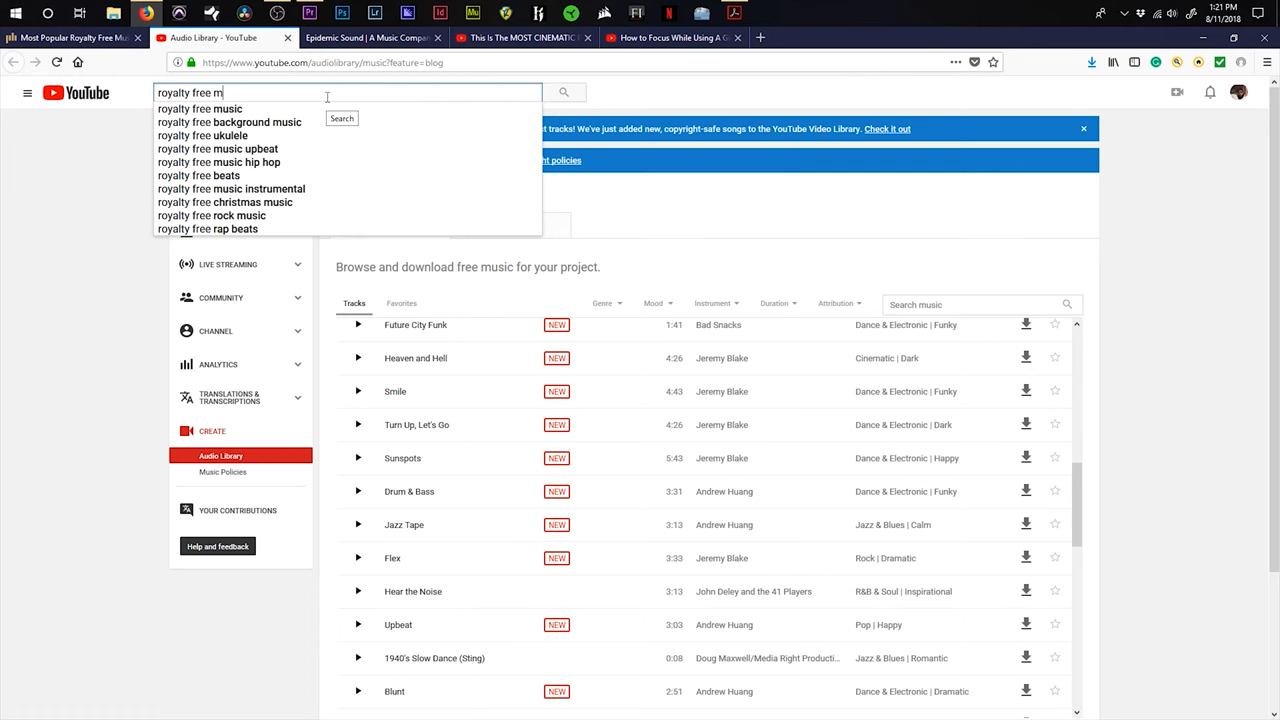 1:21 PM
8/11/2018
Most Popular Royalty Free Mus
Audio Library - YouTube
Epidemic Sound | A Music Compan
This Is The MOST CINEMATIC F
How to Focus While Using A Gl
https://www.youtube.com/audiolibrary/music?feature=blog
YouTube
royalty free m
royalty free music
Search
royalty free background music
royalty free ukulele
royalty free music upbeat
royalty free music hip hop
royalty free beats
royalty free music instrumental
royalty free christmas music
royalty free rock music
royalty free rap beats
st tracks! We've just added new, copyright-safe songs to the YouTube Video Library. Check it out
ht policies
LIVE STREAMING
COMMUNITY
CHANNEL
ANALYTICS
TRANSLATIONS &
TRANSCRIPTIONS
CREATE
Audio Library
Music Policies
YOUR CONTRIBUTIONS
Help and feedback
Browse and download free music for your project.
Tracks Favorites Genre Mood Instrument Duration Attribution Search music
Future City Funk NEW 1:41 Bad Snacks Dance & Electronic | Funky
Heaven and Hell NEW 4:26 Jeremy Blake Cinematic | Dark
Smile NEW 4:43 Jeremy Blake Dance & Electronic | Funky
Turn Up, Let's Go NEW 4:26 Jeremy Blake Dance & Electronic | Dark
Sunspots NEW 5:43 Jeremy Blake Dance & Electronic | Happy
Drum & Bass NEW 3:31 Andrew Huang Dance & Electronic | Funky
Jazz Tape NEW 3:13 Andrew Huang Jazz & Blues | Calm
Flex NEW 3:33 Jeremy Blake Rock | Dramatic
Hear the Noise 3:13 John Deley and the 41 Players R&B & Soul | Inspirational
Upbeat NEW 3:03 Andrew Huang Pop | Happy
1940's Slow Dance (Sting) 0:08 Doug Maxwell/Media Right Producti... Jazz & Blues | Romantic
Blunt NEW 2:51 Andrew Huang Dance & Electronic | Dramatic